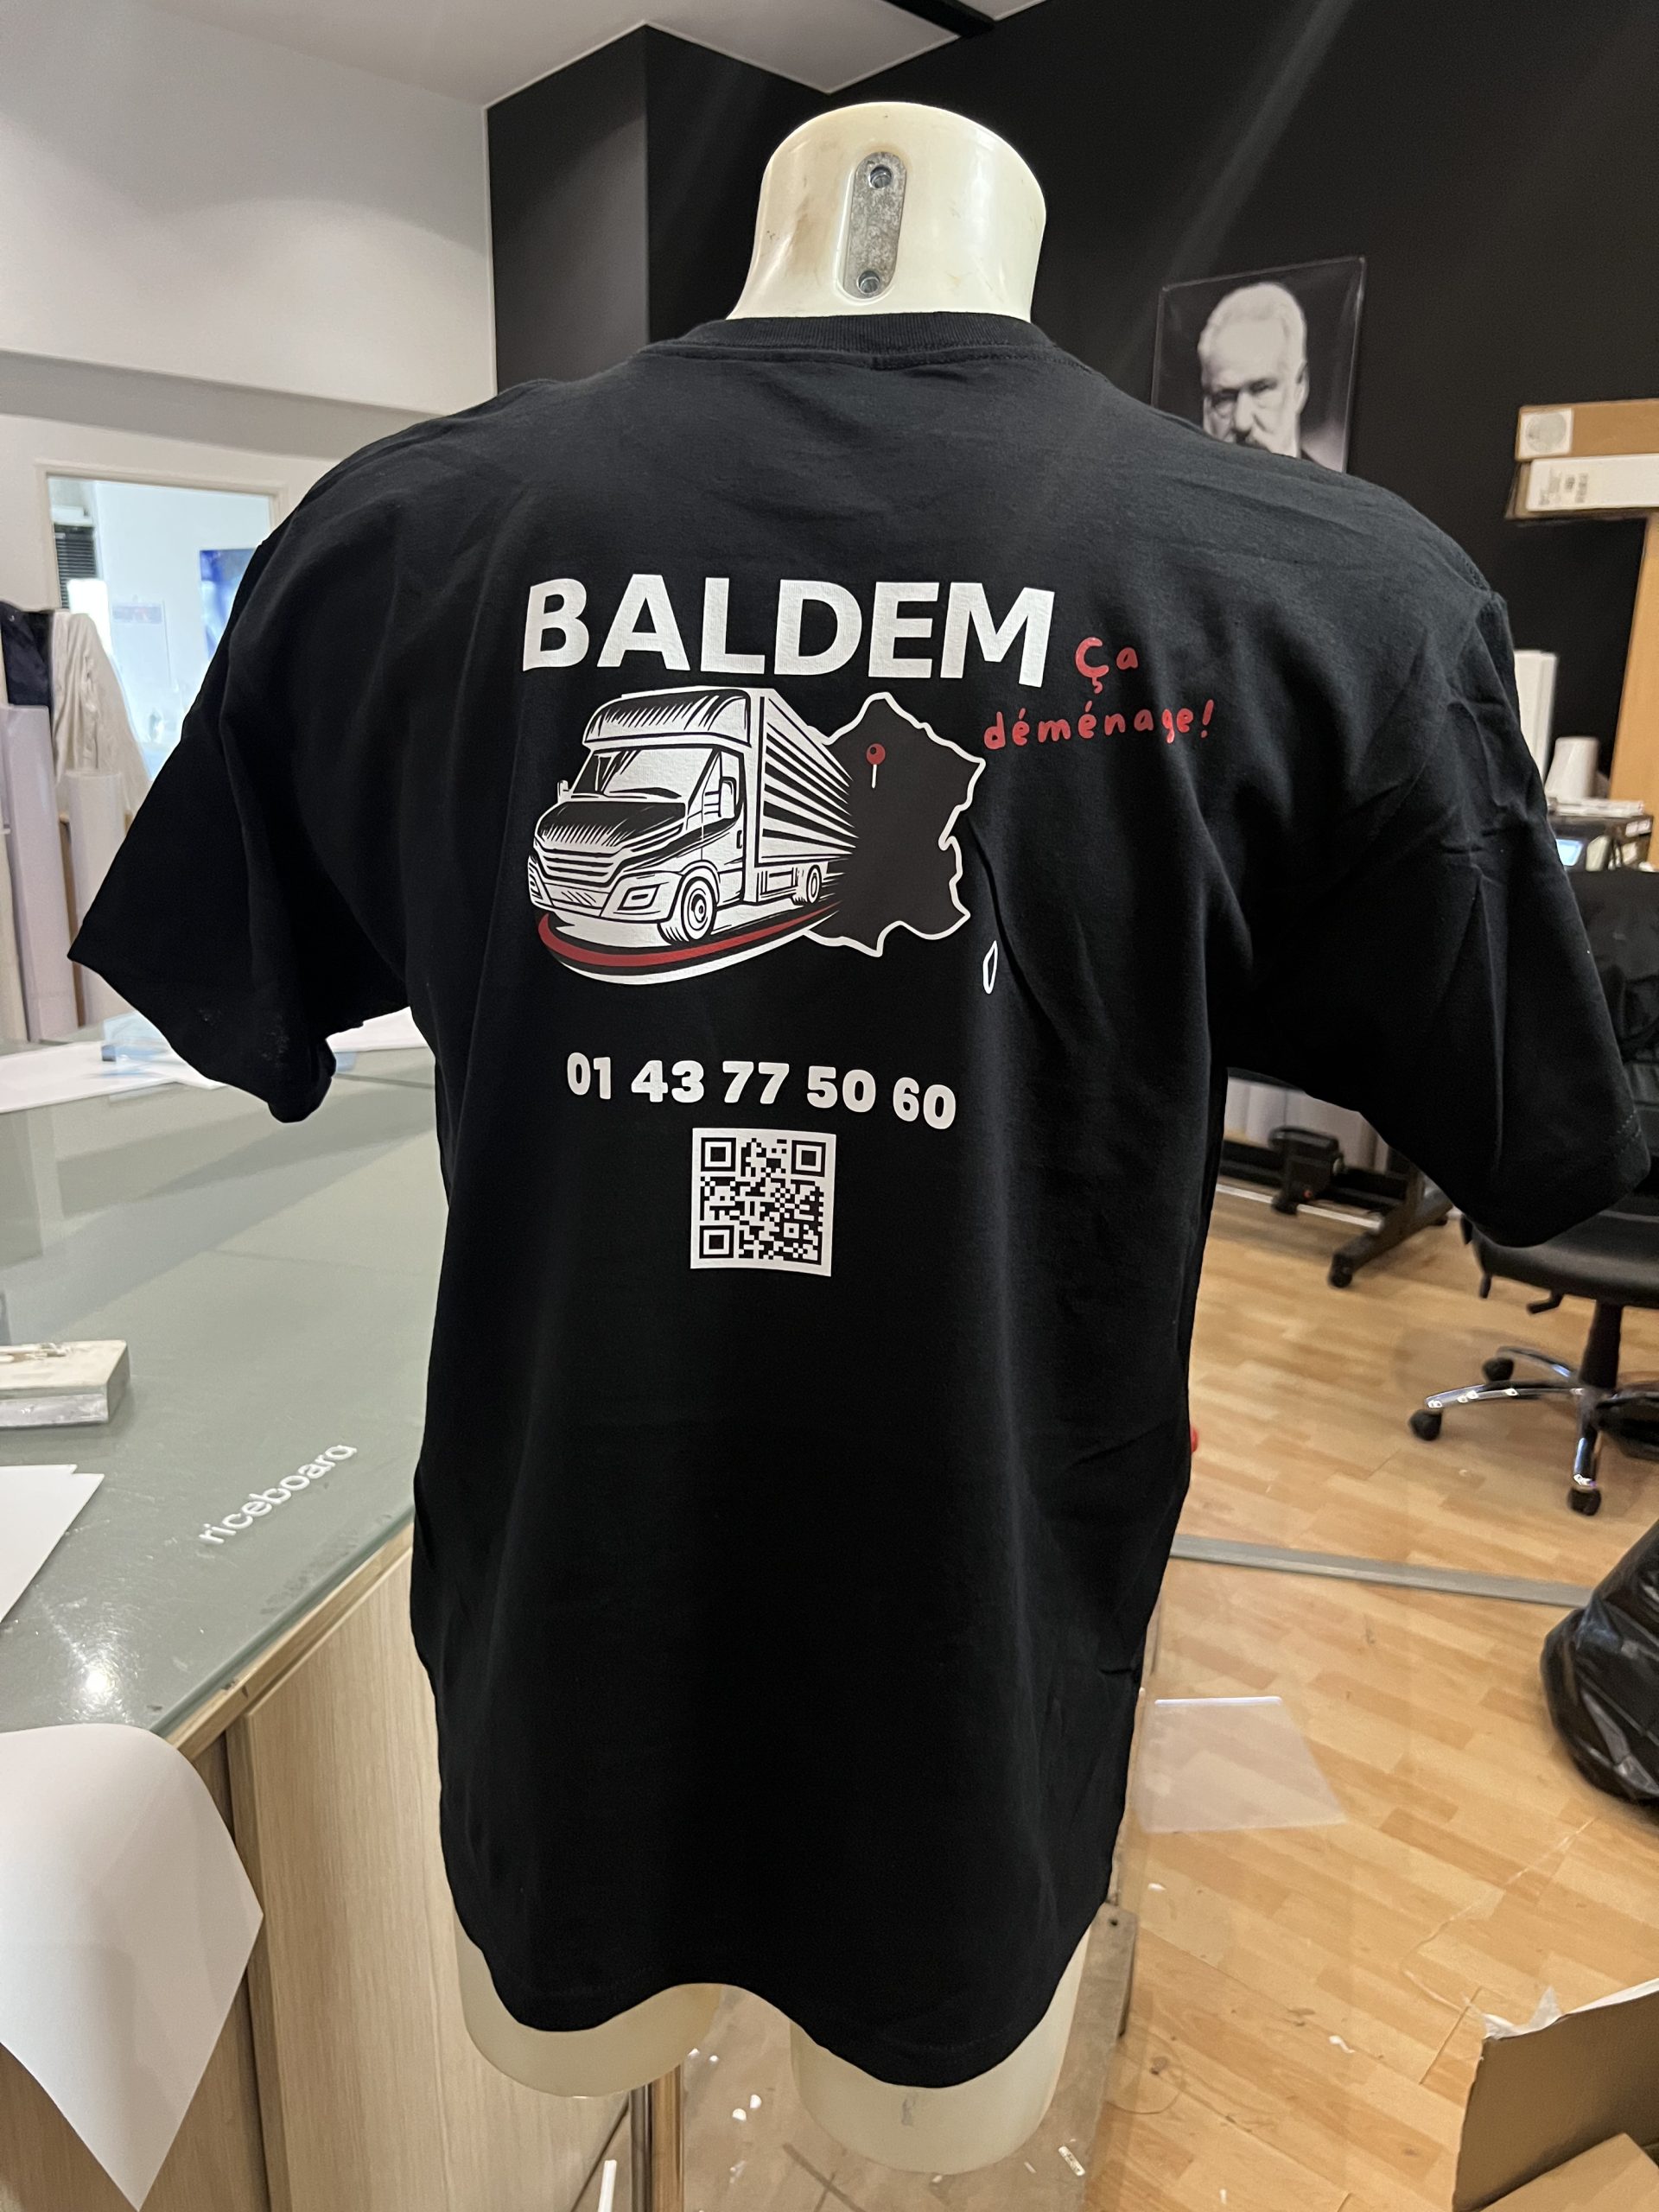 BALDEM
Ça
déménage!
01 43 77 50 60
riceboard